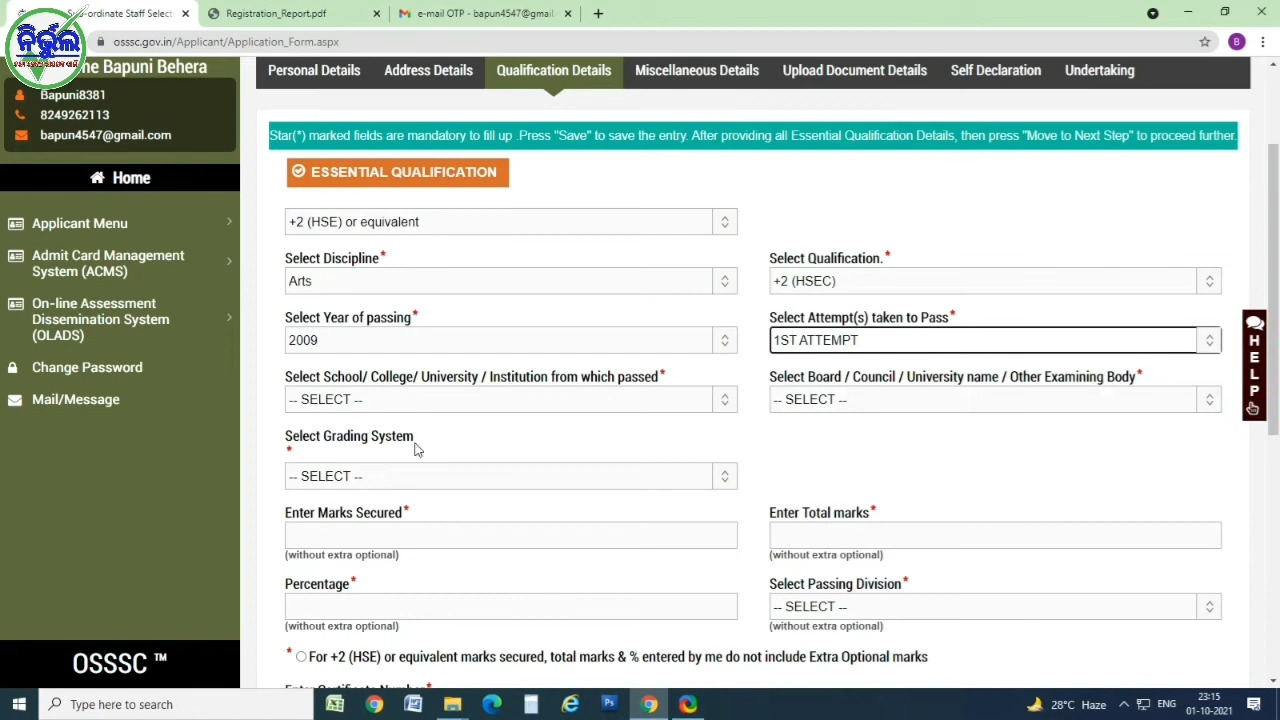 b-ordinate Staff Select
Registration_Report.pdf
e-mail OTP - bapun4547@gmail.
osssc.gov.in/Applicant/Application_Form.aspx
B
ନିର୍ଭୁଲ
me Bapuni Behera
Bapuni8381
8249262113
bapun4547@gmail.com
Home
Applicant Menu
Admit Card Management
System (ACMS)
On-line Assessment
Dissemination System
(OLADS)
Change Password
Mail/Message
OSSSC ™
Personal Details
Address Details
Qualification Details
Miscellaneous Details
Upload Document Details
Self Declaration
Undertaking
Star(*) marked fields are mandatory to fill up .Press "Save" to save the entry. After providing all Essential Qualification Details, then press "Move to Next Step" to proceed further.
ESSENTIAL QUALIFICATION
+2 (HSE) or equivalent
Select Discipline*
Arts
Select Qualification.*
+2 (HSEC)
Select Year of passing*
2009
Select Attempt(s) taken to Pass*
1ST ATTEMPT
Select School/ College/ University / Institution from which passed*
-- SELECT --
Select Board / Council / University name / Other Examining Body*
-- SELECT --
Select Grading System
*
-- SELECT --
Enter Marks Secured*
(without extra optional)
Enter Total marks*
(without extra optional)
Percentage*
(without extra optional)
Select Passing Division*
-- SELECT --
(without extra optional)
* For +2 (HSE) or equivalent marks secured, total marks & % entered by me do not include Extra Optional marks
Enter Certificate Number*
HELP
Type here to search
28°C Haze
ENG
23:15
01-10-2021